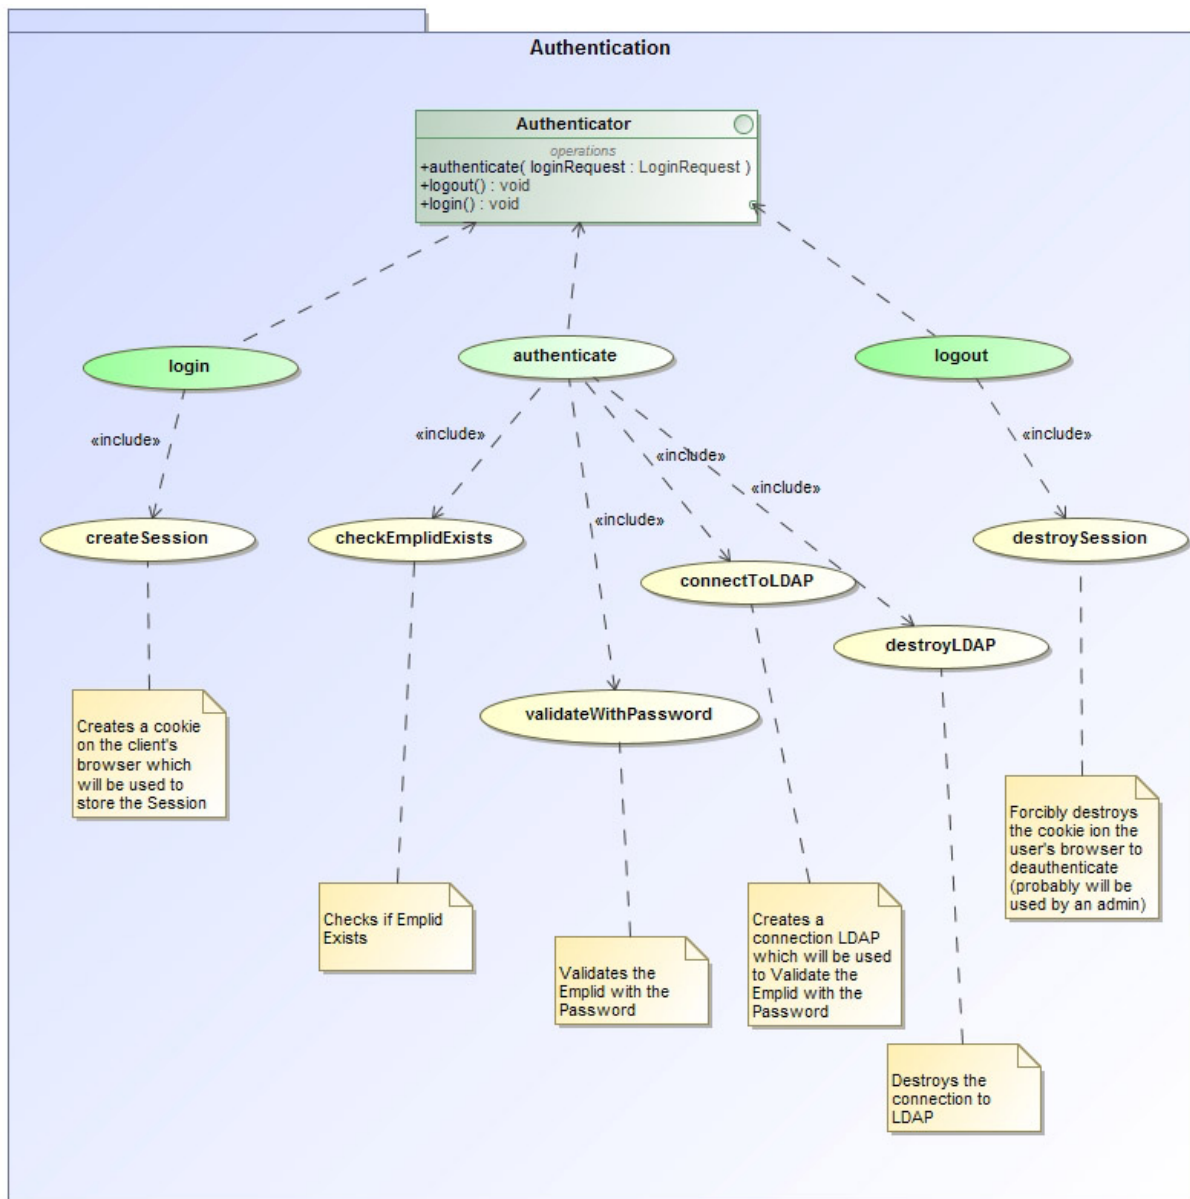 Authentication
Authenticator
operations
+authenticate( loginRequest : LoginRequest )
+logout() : void
+login() : void
login
authenticate
logout
«include»
«include»
«include»
«include»
«include»
«include»
createSession
checkEmplidExists
connectToLDAP
destroySession
destroyLDAP
validateWithPassword
Creates a cookie
on the client's
browser which
will be used to
store the Session
Checks if Emplid
Exists
Validates the
Emplid with the
Password
Creates a
connection LDAP
which will be used
to Validate the
Emplid with the
Password
Forcibly destroys
the cookie ion the
user's browser to
deauthenticate
(probably will be
used by an admin)
Destroys the
connection to
LDAP